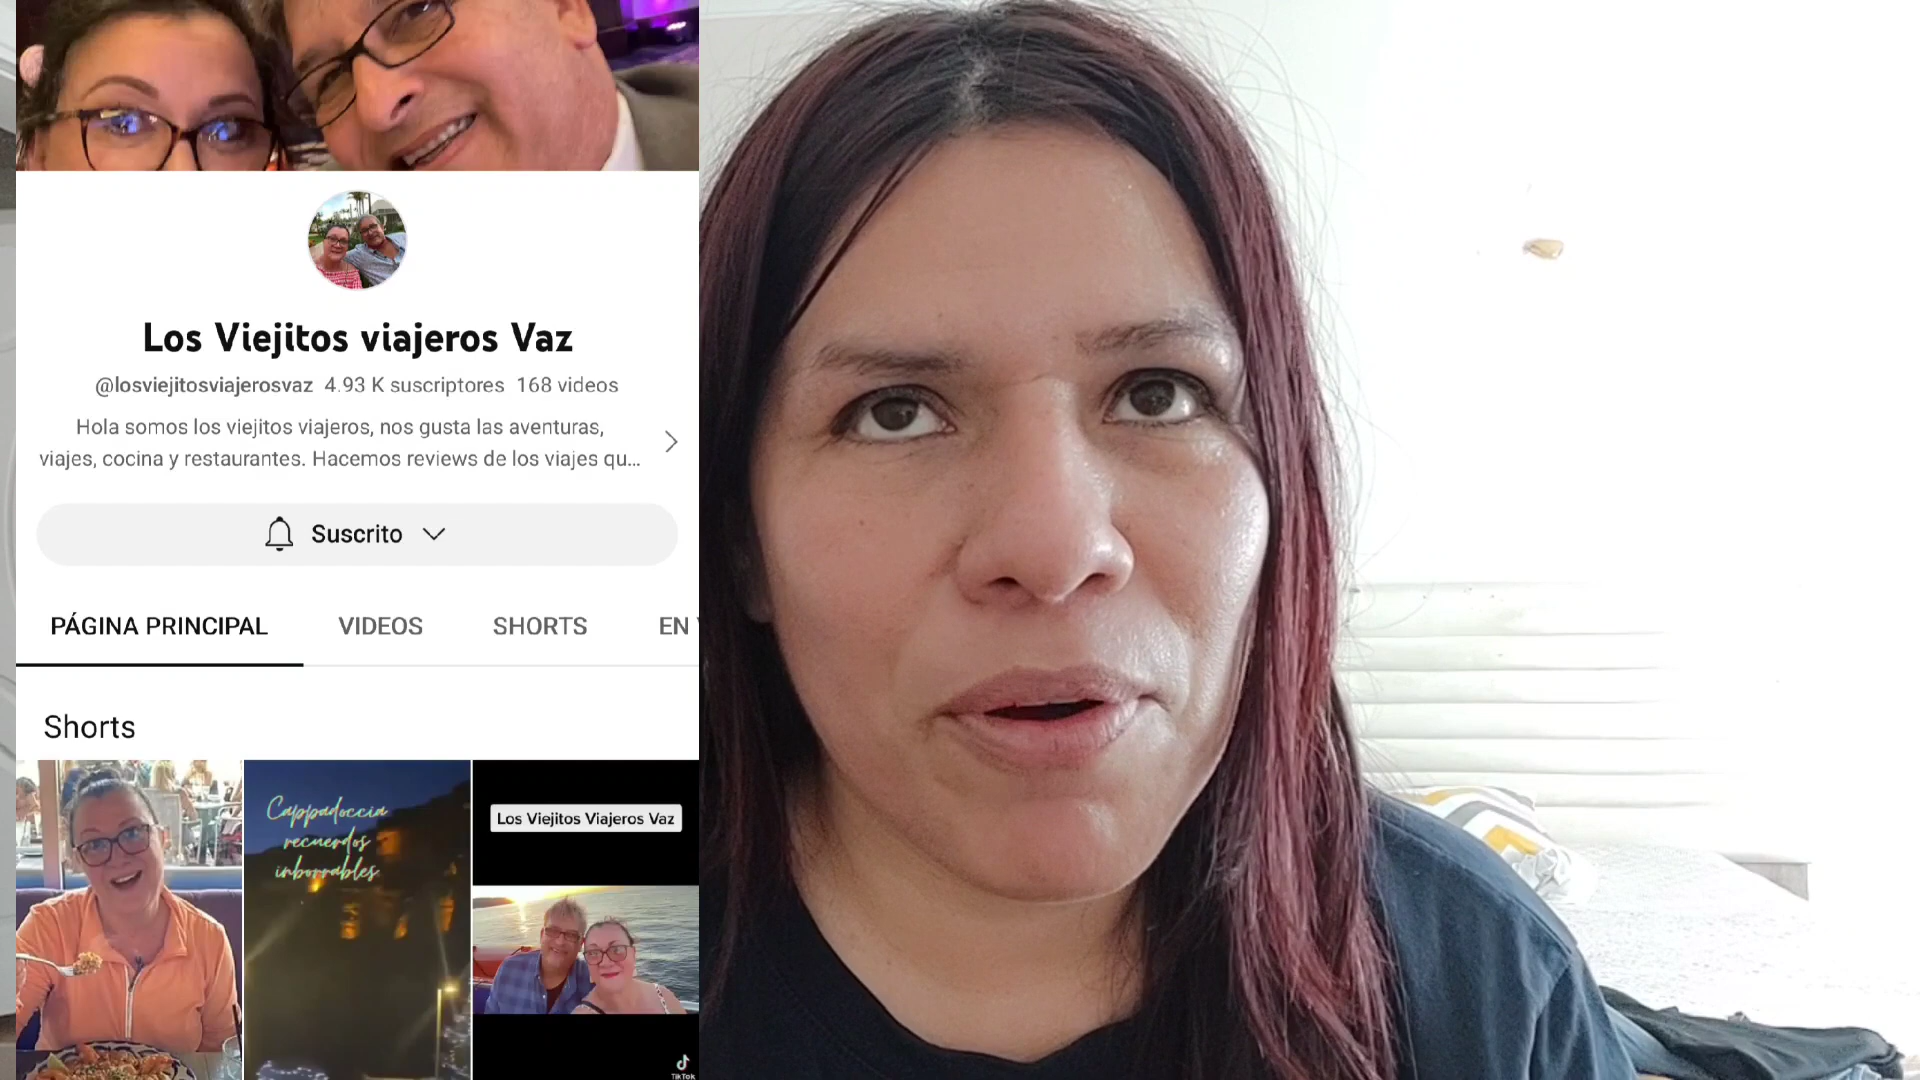 Los Viejitos viajeros Vaz
@losviejitosviajerosvaz 4.93 K suscriptores 168 videos
Hola somos los viejitos viajeros, nos gusta las aventuras,
viajes, cocina y restaurantes. Hacemos reviews de los viajes qu...
Suscrito
PÁGINA PRINCIPAL VIDEOS SHORTS EN
Shorts
Cappadoccia
recuerdos
inborrables
Los Viejitos Viajeros Vaz
TikTok